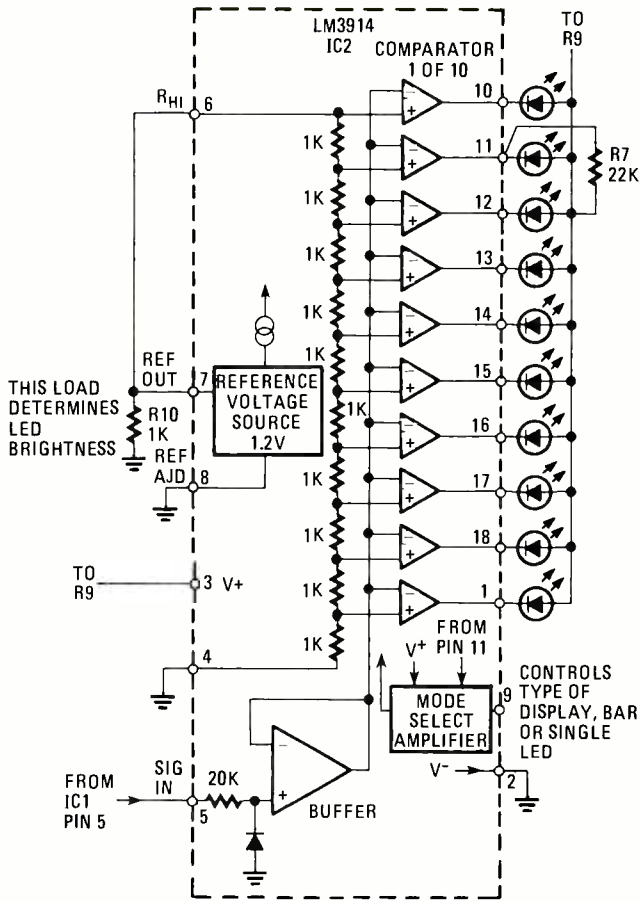 LM3914
IC2
TO
R9
COMPARATOR
1 OF 10
RHI
6
10
1K
11
R7
22K
1K
12
1K
13
1K
14
1K
15
REF
OUT
7
REFERENCE
VOLTAGE
SOURCE
1.2V
THIS LOAD
DETERMINES
LED
BRIGHTNESS
R10
1K
1K
16
REF
AJD
8
1K
17
1K
18
TO
R9
3 V+
1K
1
1K
4
V+
FROM
PIN 11
MODE
SELECT
AMPLIFIER
9
CONTROLS
TYPE OF
DISPLAY, BAR
OR SINGLE
LED
V-
2
FROM
IC1
PIN 5
SIG
IN
5
20K
BUFFER